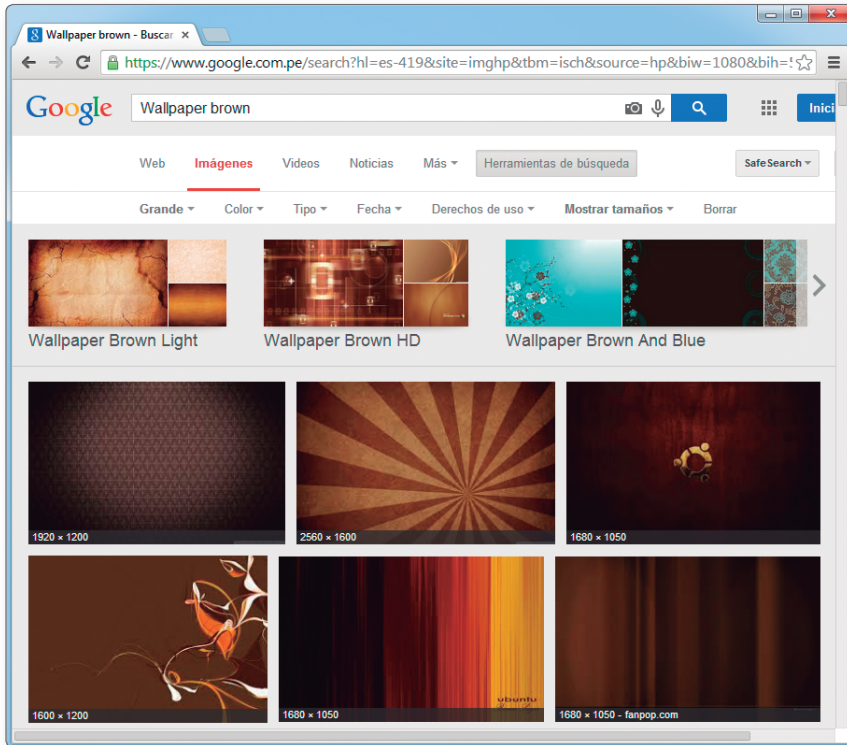 Wallpaper brown - Buscar
https://www.google.com.pe/search?hl=es-419&site=imghp&tbm=isch&source=hp&biw=1080&bih=
Google
Wallpaper brown
Inici
Web Imágenes Videos Noticias Más Herramientas de búsqueda SafeSearch
Grande Color Tipo Fecha Derechos de uso Mostrar tamaños Borrar
Wallpaper Brown Light Wallpaper Brown HD Wallpaper Brown And Blue
1920 × 1200 2560 × 1600 1680 × 1050
ubuntu
1600 × 1200 1680 × 1050 1680 × 1050 - fanpop.com